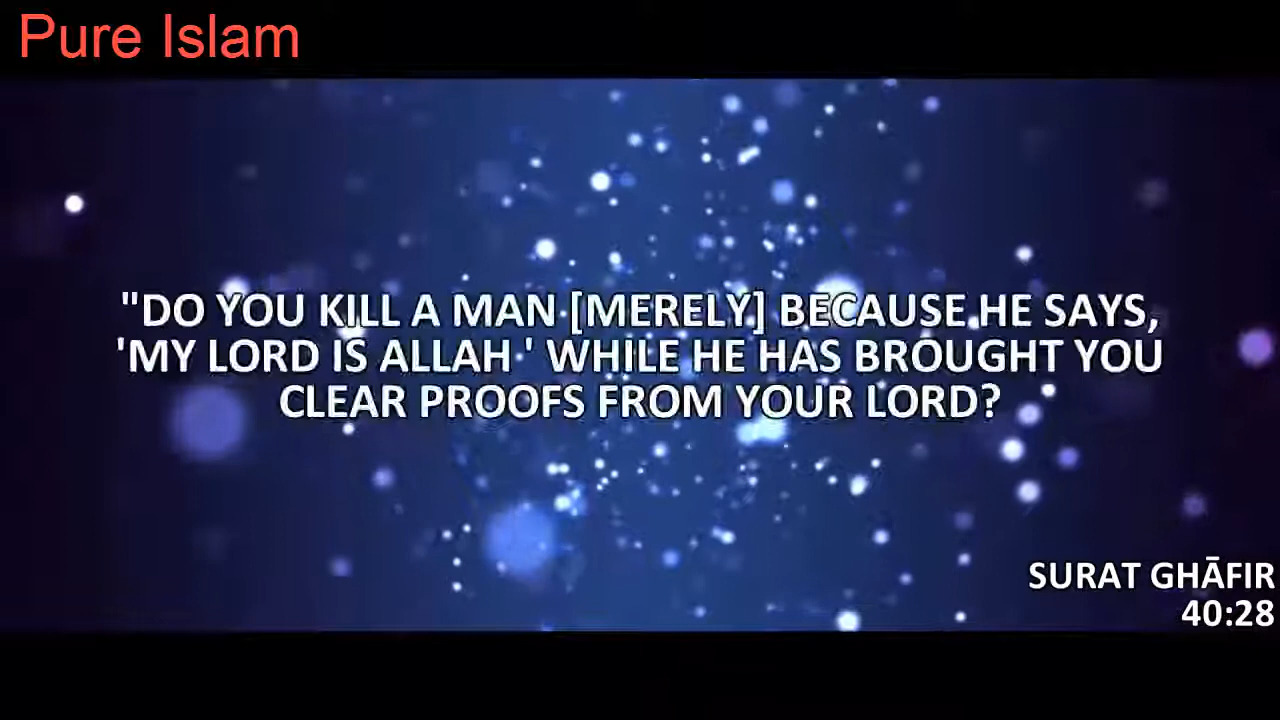 Pure Islam
"DO YOU KILL A MAN [MERELY] BECAUSE HE SAYS,
'MY LORD IS ALLAH ' WHILE HE HAS BROUGHT YOU
CLEAR PROOFS FROM YOUR LORD?
SURAT GHĀFIR
40:28